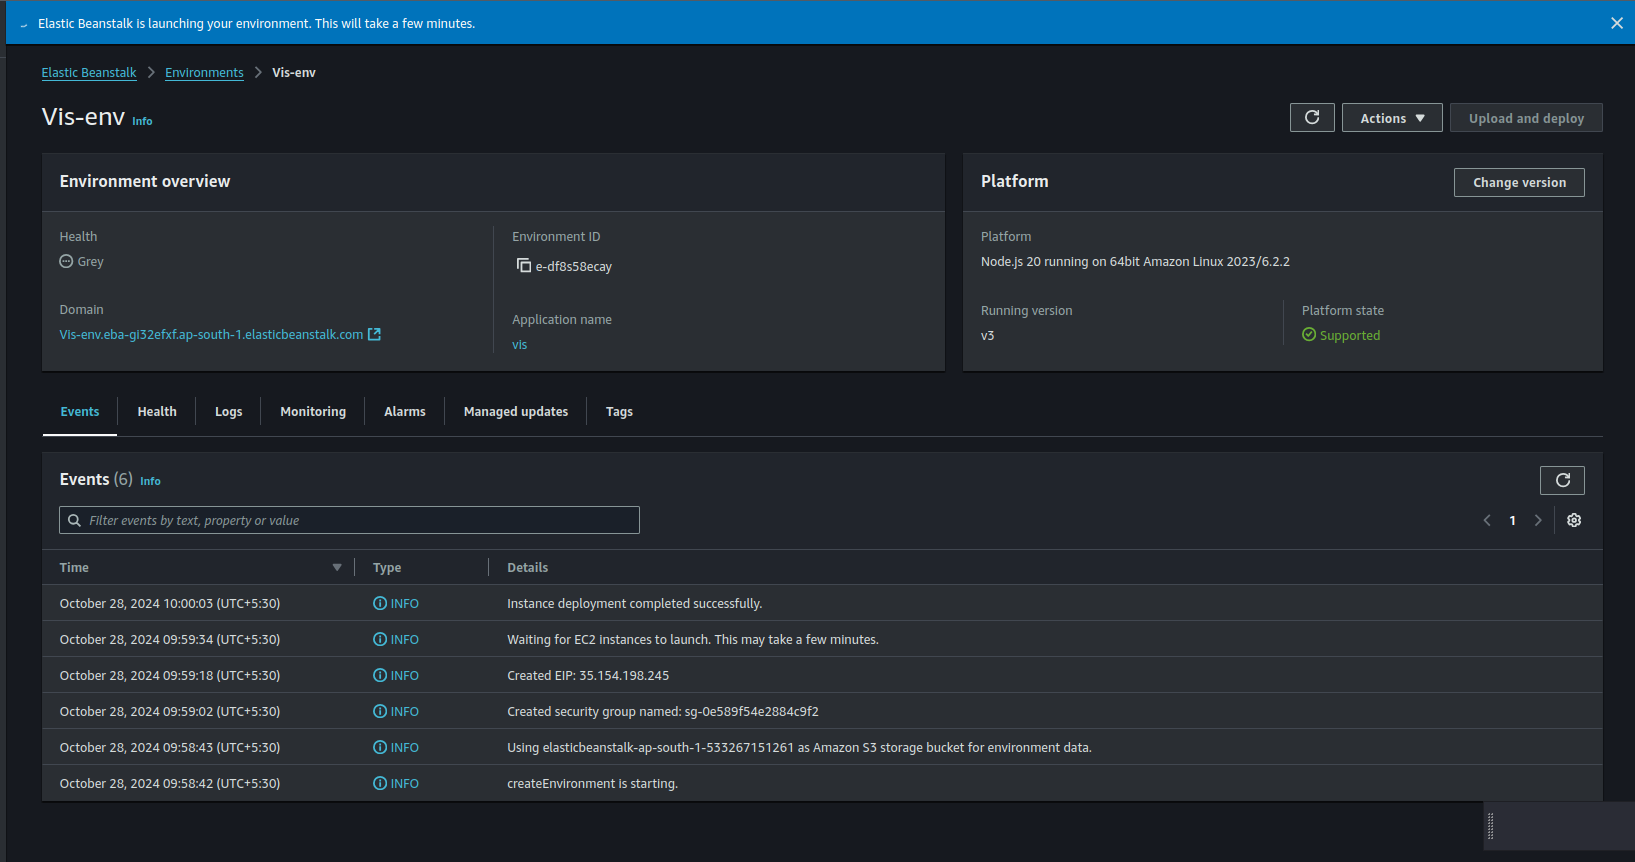 Elastic Beanstalk is launching your environment. This will take a few minutes.
Elastic Beanstalk > Environments > Vis-env
Vis-env Info
Actions Upload and deploy
Environment overview
Health
Grey
Domain
Vis-env.eba-gi32efxf.ap-south-1.elasticbeanstalk.com
Environment ID
e-df8s58ecay
Application name
vis
Platform
Change version
Platform
Node.js 20 running on 64bit Amazon Linux 2023/6.2.2
Running version
v3
Platform state
Supported
Events Health Logs Monitoring Alarms Managed updates Tags
Events (6) Info
Filter events by text, property or value
1
Time Type Details
October 28, 2024 10:00:03 (UTC+5:30) INFO Instance deployment completed successfully.
October 28, 2024 09:59:34 (UTC+5:30) INFO Waiting for EC2 instances to launch. This may take a few minutes.
October 28, 2024 09:59:18 (UTC+5:30) INFO Created EIP: 35.154.198.245
October 28, 2024 09:59:02 (UTC+5:30) INFO Created security group named: sg-0e589f54e2884c9f2
October 28, 2024 09:58:43 (UTC+5:30) INFO Using elasticbeanstalk-ap-south-1-533267151261 as Amazon S3 storage bucket for environment data.
October 28, 2024 09:58:42 (UTC+5:30) INFO createEnvironment is starting.